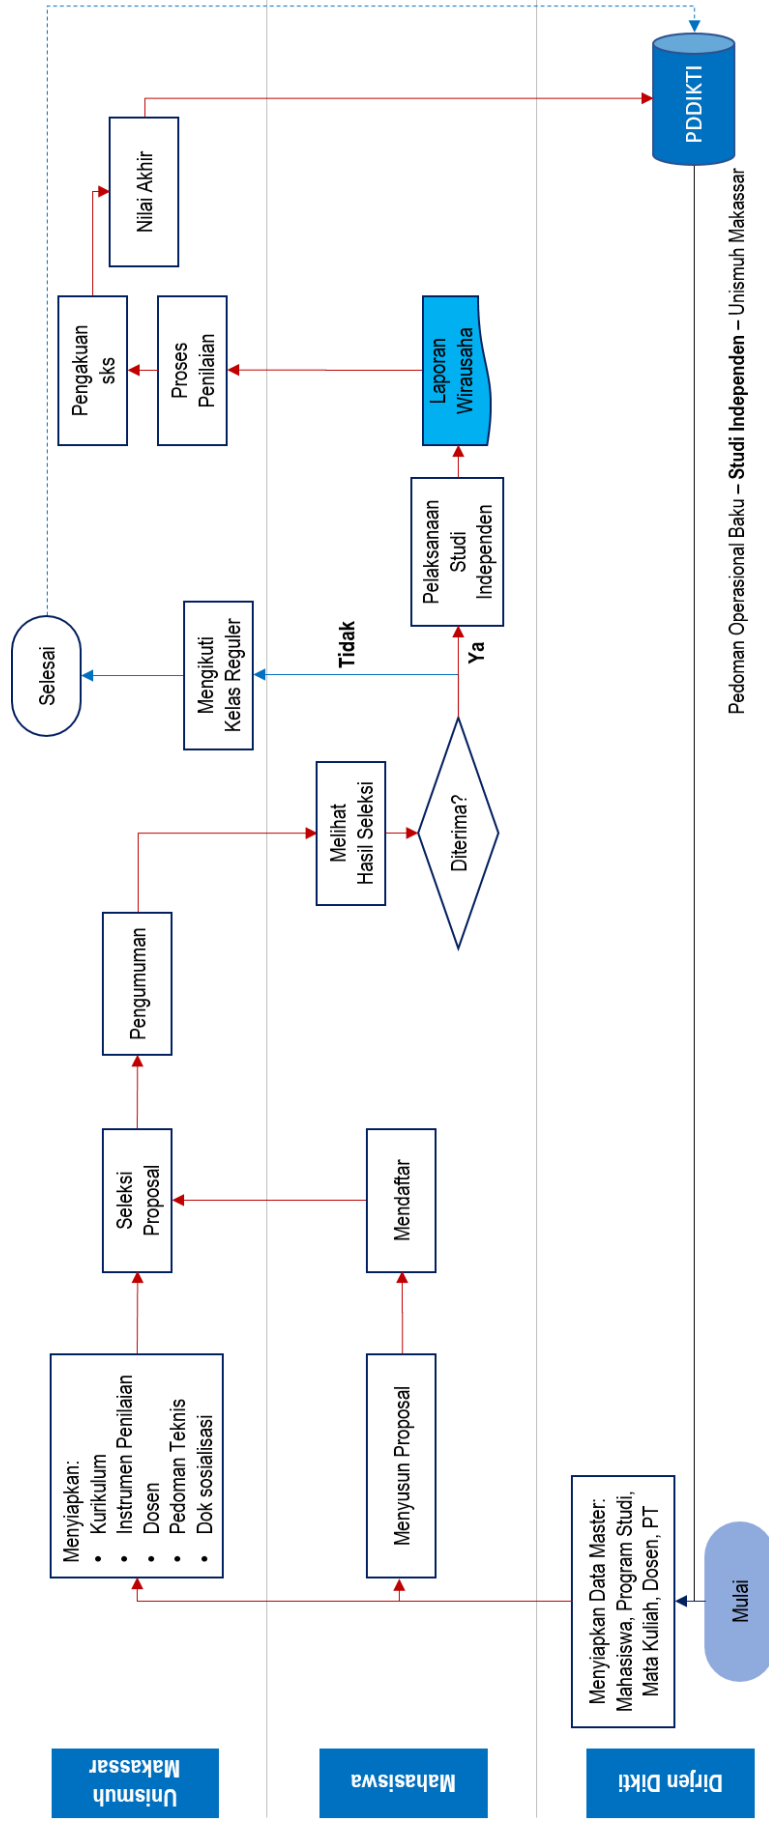 Unismuh
Makassar
Menyiapkan:
• Kurikulum
• Instrumen Penilaian
• Dosen
• Pedoman Teknis
• Dok sosialisasi
Seleksi
Proposal
Pengumuman
Selesai
Mengikuti
Kelas Reguler
Pengakuan
sks
Proses
Penilaian
Nilai Akhir
Mahasiswa
Menyusun Proposal
Mendaftar
Melihat
Hasil Seleksi
Diterima?
Tidak
Ya
Pelaksanaan
Studi
Independen
Laporan
Wirausaha
Dirjen Dikti
Menyiapkan Data Master:
Mahasiswa, Program Studi,
Mata Kuliah, Dosen, PT
Mulai
PDDIKTI
Pedoman Operasional Baku – Studi Independen – Unismuh Makassar